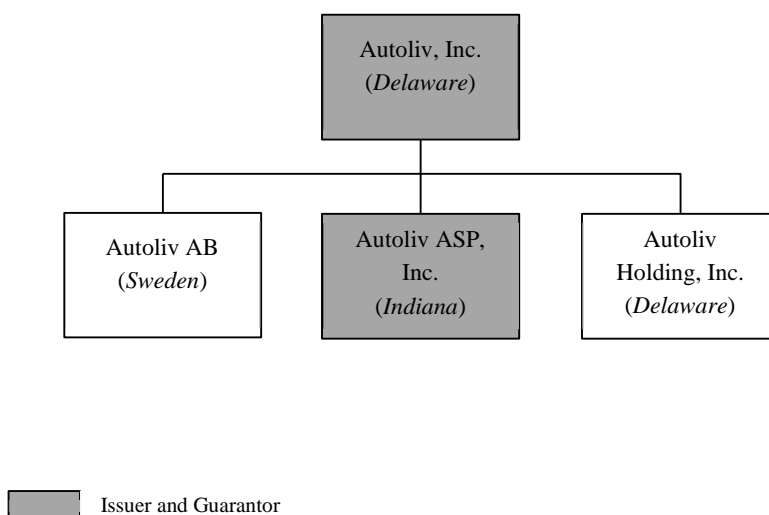 Autoliv, Inc.
(Delaware)
Autoliv AB
(Sweden)
Autoliv ASP,
Inc.
(Indiana)
Autoliv
Holding, Inc.
(Delaware)
Issuer and Guarantor